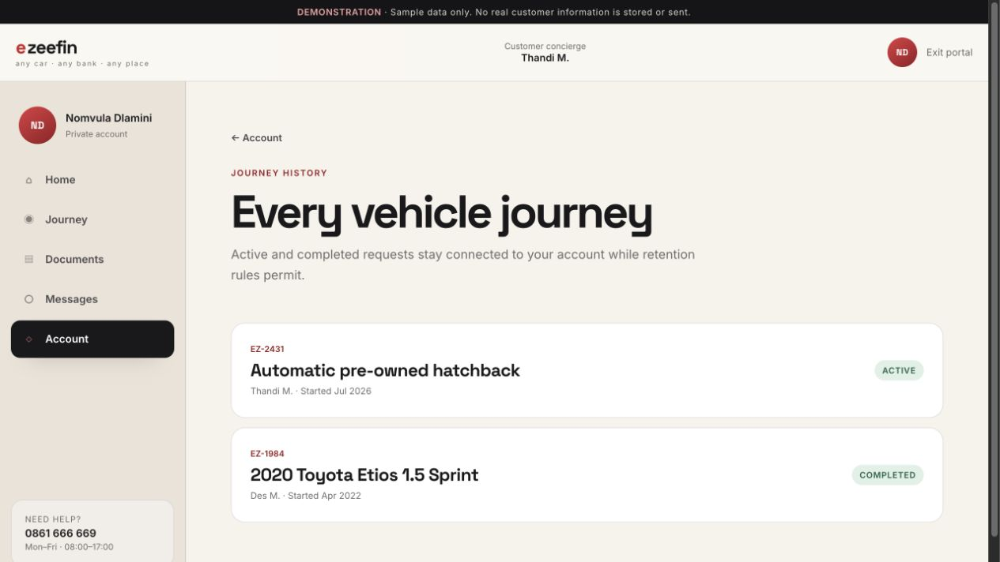 DEMONSTRATION · Sample data only. No real customer information is stored or sent.
ezeefin
any car · any bank · any place
Customer concierge
Thandi M.
ND
Exit portal
ND
Nomvula Dlamini
Private account
Home
Journey
Documents
Messages
Account
NEED HELP?
0861 666 669
Mon–Fri · 08:00–17:00
← Account
JOURNEY HISTORY
Every vehicle journey
Active and completed requests stay connected to your account while retention
rules permit.
EZ-2431
Automatic pre-owned hatchback
Thandi M. · Started Jul 2026
ACTIVE
EZ-1984
2020 Toyota Etios 1.5 Sprint
Des M. · Started Apr 2022
COMPLETED